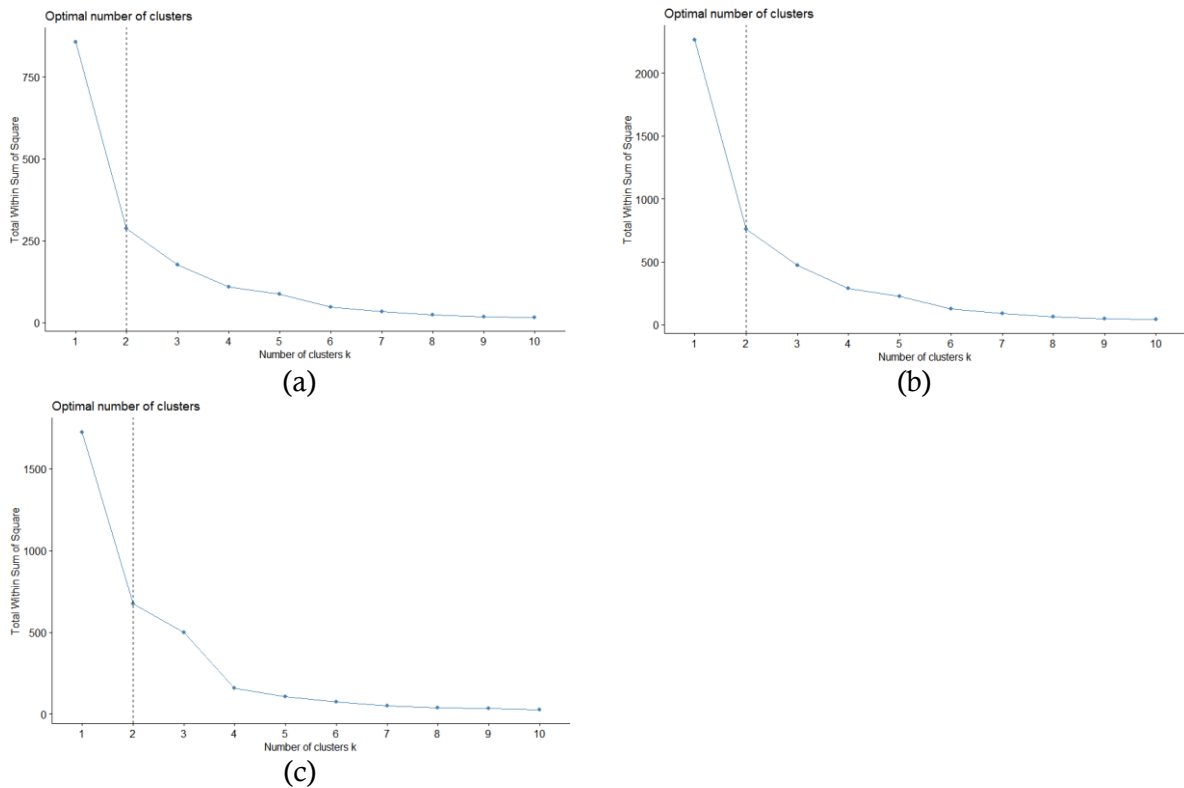 Optimal number of clusters
Total Within Sum of Square
750
500
250
0
1 2 3 4 5 6 7 8 9 10
Number of clusters k
(a)
Optimal number of clusters
Total Within Sum of Square
2000
1500
1000
500
0
1 2 3 4 5 6 7 8 9 10
Number of clusters k
(b)
Optimal number of clusters
Total Within Sum of Square
1500
1000
500
0
1 2 3 4 5 6 7 8 9 10
Number of clusters k
(c)